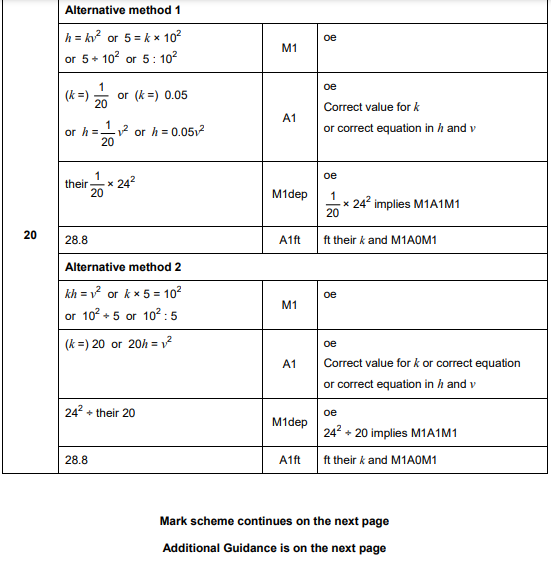 Alternative method 1
h = kv² or 5 = k × 10²
or 5 ÷ 10² or 5 : 10²
M1
oe
(k =) 1/20 or (k =) 0.05
or h = 1/20 v² or h = 0.05v²
A1
oe
Correct value for k
or correct equation in h and v
their 1/20 × 24²
M1dep
oe
1/20 × 24² implies M1A1M1
20
28.8
A1ft
ft their k and M1A0M1
Alternative method 2
kh = v² or k × 5 = 10²
or 10² ÷ 5 or 10² : 5
M1
oe
(k =) 20 or 20h = v²
A1
oe
Correct value for k or correct equation
or correct equation in h and v
24² ÷ their 20
M1dep
oe
24² ÷ 20 implies M1A1M1
28.8
A1ft
ft their k and M1A0M1
Mark scheme continues on the next page
Additional Guidance is on the next page